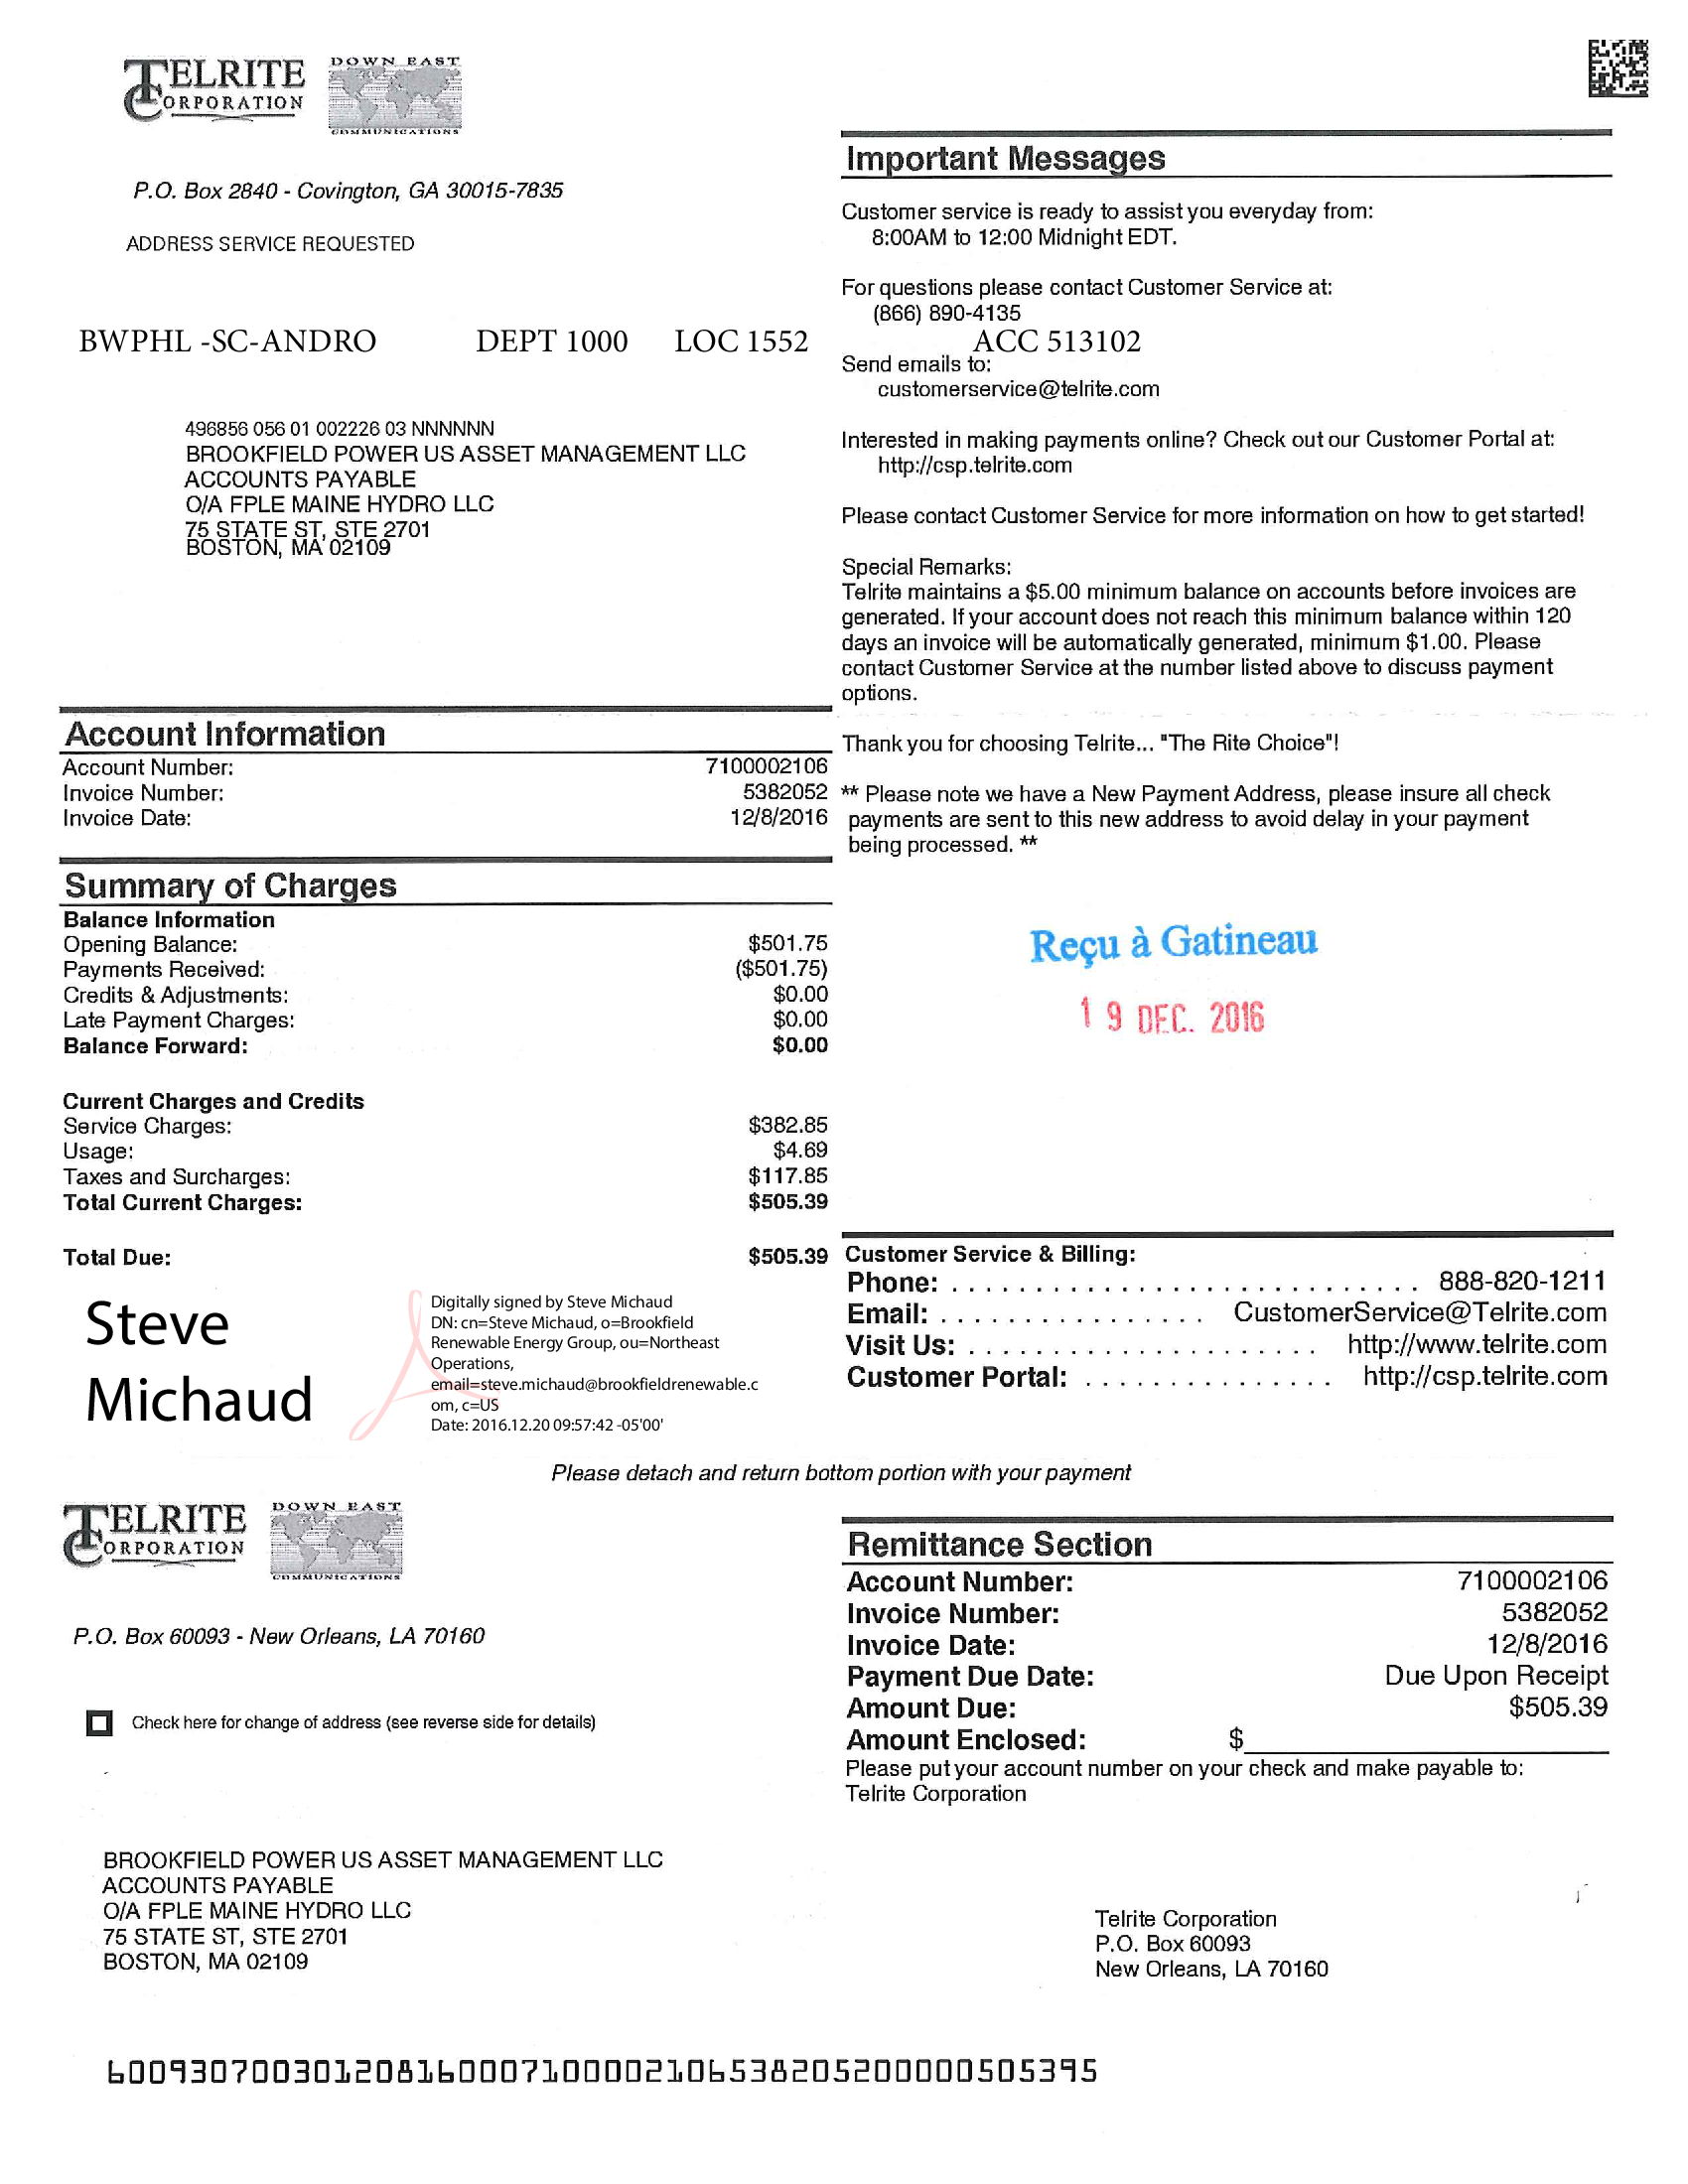 TELRITE
CORPORATION
DOWN EAST
COMMUNICATIONS
P.O. Box 2840 - Covington, GA 30015-7835
ADDRESS SERVICE REQUESTED
BWPHL -SC-ANDRO DEPT 1000 LOC 1552 ACC 513102
496856 056 01 002226 03 NNNNNN
BROOKFIELD POWER US ASSET MANAGEMENT LLC
ACCOUNTS PAYABLE
O/A FPLE MAINE HYDRO LLC
75 STATE ST, STE 2701
BOSTON, MA 02109
Important Messages
Customer service is ready to assist you everyday from:
8:00AM to 12:00 Midnight EDT.
For questions please contact Customer Service at:
(866) 890-4135
Send emails to:
customerservice@telrite.com
Interested in making payments online? Check out our Customer Portal at:
http://csp.telrite.com
Please contact Customer Service for more information on how to get started!
Special Remarks:
Telrite maintains a $5.00 minimum balance on accounts before invoices are
generated. If your account does not reach this minimum balance within 120
days an invoice will be automatically generated, minimum $1.00. Please
contact Customer Service at the number listed above to discuss payment
options.
Thank you for choosing Telrite... "The Rite Choice"!
** Please note we have a New Payment Address, please insure all check
payments are sent to this new address to avoid delay in your payment
being processed. **
Account Information
Account Number: 7100002106
Invoice Number: 5382052
Invoice Date: 12/8/2016
Summary of Charges
Balance Information
Opening Balance: $501.75
Payments Received: ($501.75)
Credits & Adjustments: $0.00
Late Payment Charges: $0.00
Balance Forward: $0.00
Current Charges and Credits
Service Charges: $382.85
Usage: $4.69
Taxes and Surcharges: $117.85
Total Current Charges: $505.39
Total Due: $505.39
Reçu à Gatineau
19 DEC. 2016
Steve
Michaud
Digitally signed by Steve Michaud
DN: cn=Steve Michaud, o=Brookfield
Renewable Energy Group, ou=Northeast
Operations,
email=steve.michaud@brookfieldrenewable.c
om, c=US
Date: 2016.12.20 09:57:42 -05'00'
Customer Service & Billing:
Phone: . . . . . . . . . . . . . . . . . . . . . . . . . . . . 888-820-1211
Email: . . . . . . . . . . . . . . . . CustomerService@Telrite.com
Visit Us: . . . . . . . . . . . . . . . . . . . . . http://www.telrite.com
Customer Portal: . . . . . . . . . . . . . . . http://csp.telrite.com
Please detach and return bottom portion with your payment
TELRITE
CORPORATION
DOWN EAST
COMMUNICATIONS
P.O. Box 60093 - New Orleans, LA 70160
Check here for change of address (see reverse side for details)
Remittance Section
Account Number: 7100002106
Invoice Number: 5382052
Invoice Date: 12/8/2016
Payment Due Date: Due Upon Receipt
Amount Due: $505.39
Amount Enclosed: $
Please put your account number on your check and make payable to:
Telrite Corporation
BROOKFIELD POWER US ASSET MANAGEMENT LLC
ACCOUNTS PAYABLE
O/A FPLE MAINE HYDRO LLC
75 STATE ST, STE 2701
BOSTON, MA 02109
Telrite Corporation
P.O. Box 60093
New Orleans, LA 70160
600930700301208160007100002106538205200000505395